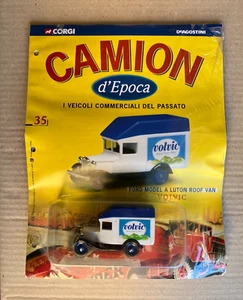 CORGI
DeAGOSTINI
CAMION
d'Epoca
I VEICOLI COMMERCIALI DEL PASSATO
35
volvic
FORD MODEL A LUTON ROOF VAN
VOLVIC
volvic